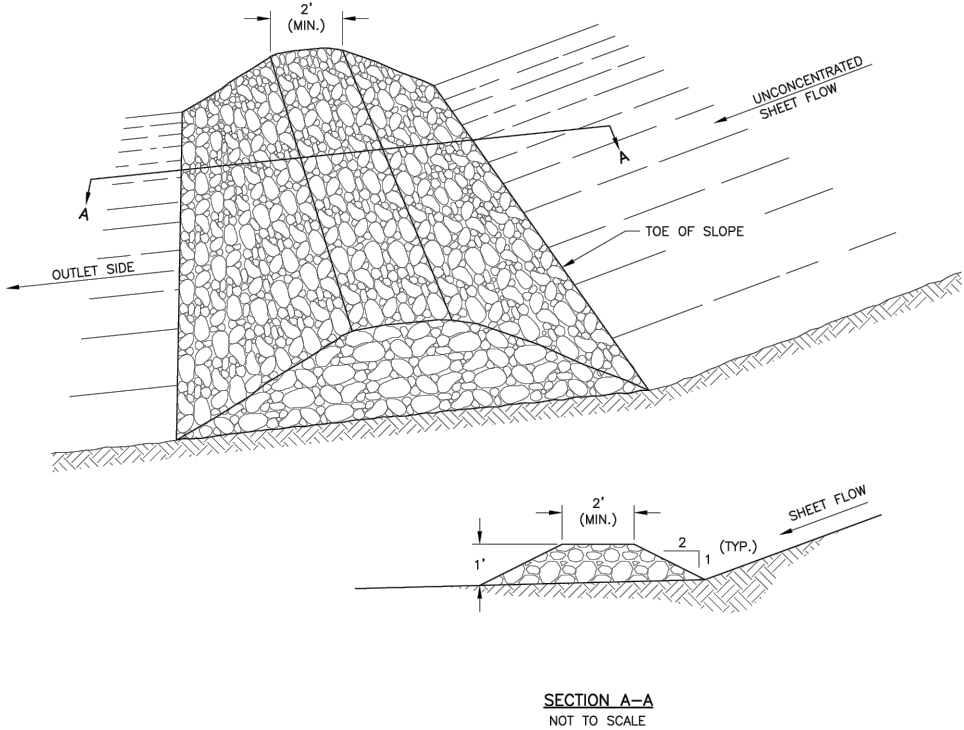 2'
(MIN.)
UNCONCENTRATED
SHEET FLOW
A
A
TOE OF SLOPE
OUTLET SIDE
2'
(MIN.)
SHEET FLOW
2
1
(TYP.)
1'
SECTION A-A
NOT TO SCALE